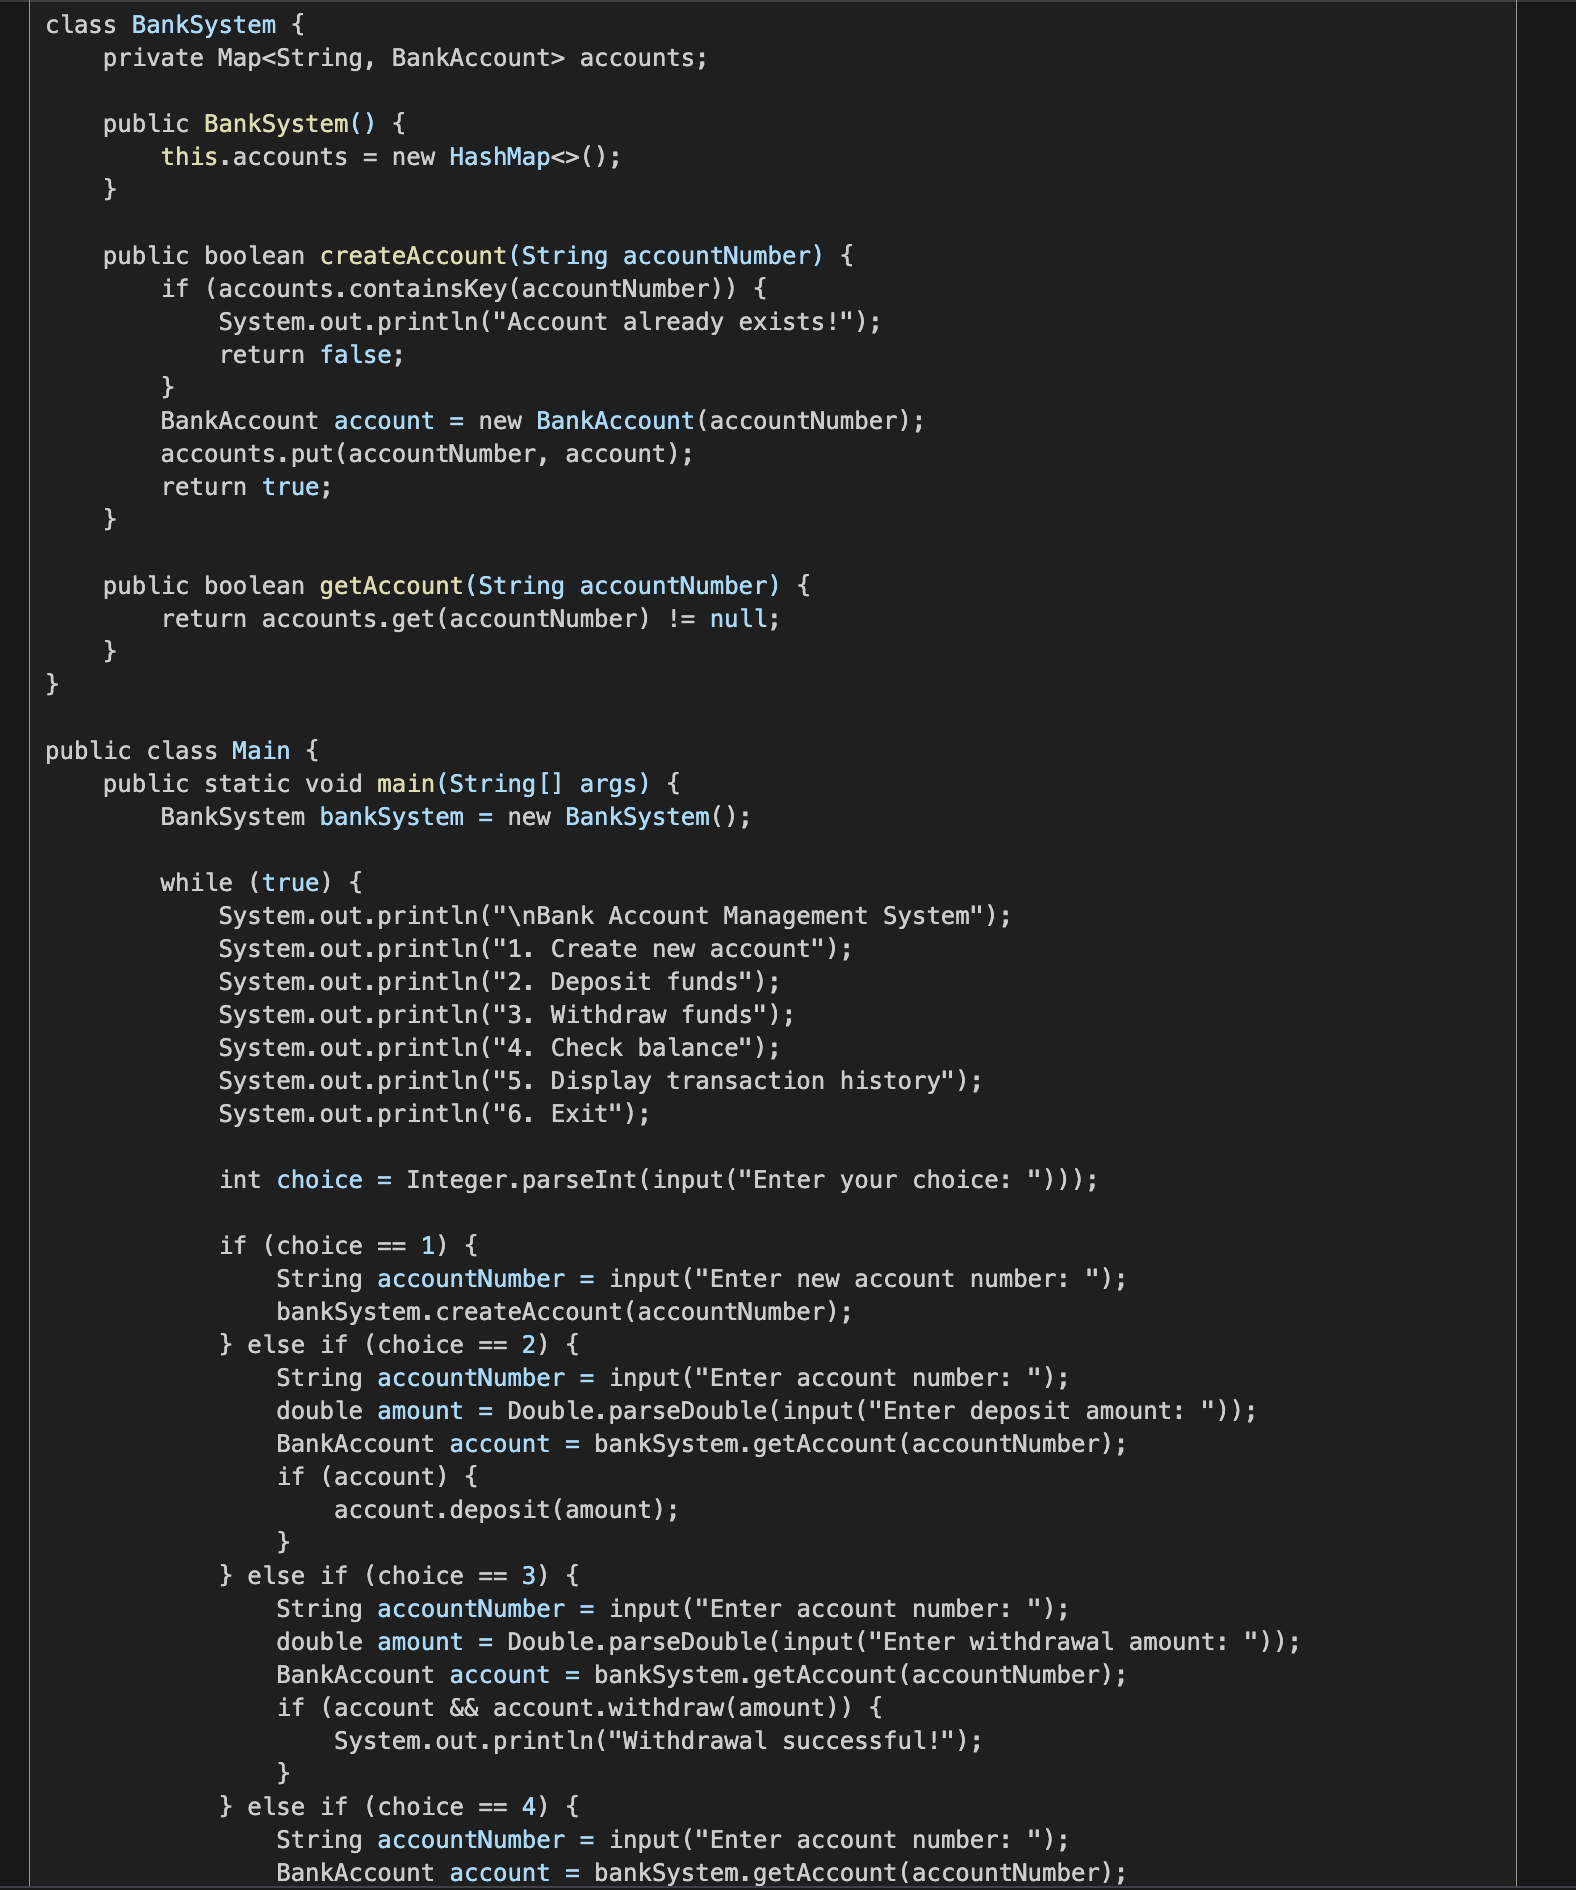 class BankSystem {
    private Map<String, BankAccount> accounts;

    public BankSystem() {
        this.accounts = new HashMap<>();
    }

    public boolean createAccount(String accountNumber) {
        if (accounts.containsKey(accountNumber)) {
            System.out.println("Account already exists!");
            return false;
        }
        BankAccount account = new BankAccount(accountNumber);
        accounts.put(accountNumber, account);
        return true;
    }

    public boolean getAccount(String accountNumber) {
        return accounts.get(accountNumber) != null;
    }
}

public class Main {
    public static void main(String[] args) {
        BankSystem bankSystem = new BankSystem();

        while (true) {
            System.out.println("\nBank Account Management System");
            System.out.println("1. Create new account");
            System.out.println("2. Deposit funds");
            System.out.println("3. Withdraw funds");
            System.out.println("4. Check balance");
            System.out.println("5. Display transaction history");
            System.out.println("6. Exit");

            int choice = Integer.parseInt(input("Enter your choice: ")));

            if (choice == 1) {
                String accountNumber = input("Enter new account number: ");
                bankSystem.createAccount(accountNumber);
            } else if (choice == 2) {
                String accountNumber = input("Enter account number: ");
                double amount = Double.parseDouble(input("Enter deposit amount: "));
                BankAccount account = bankSystem.getAccount(accountNumber);
                if (account) {
                    account.deposit(amount);
                }
            } else if (choice == 3) {
                String accountNumber = input("Enter account number: ");
                double amount = Double.parseDouble(input("Enter withdrawal amount: "));
                BankAccount account = bankSystem.getAccount(accountNumber);
                if (account && account.withdraw(amount)) {
                    System.out.println("Withdrawal successful!");
                }
            } else if (choice == 4) {
                String accountNumber = input("Enter account number: ");
                BankAccount account = bankSystem.getAccount(accountNumber);